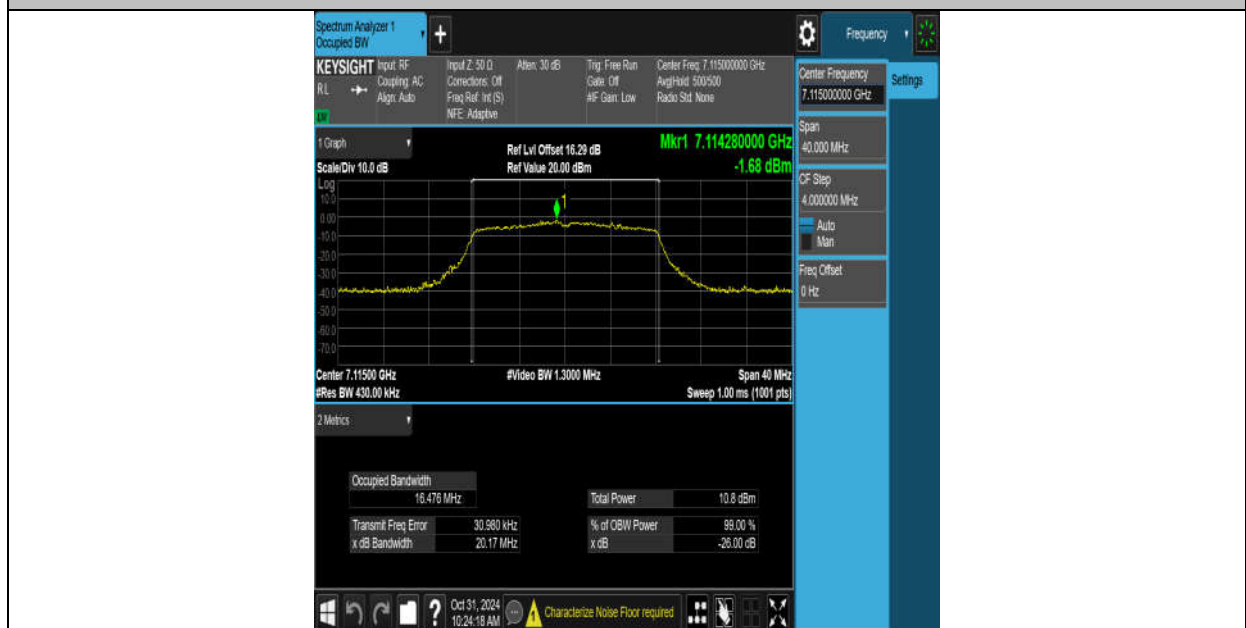 Spectrum Analyzer 1
Occupied BW
Frequency
KEYSIGHT
RL
LXI
Input: RF
Coupling: AC
Align: Auto
Input Z: 50 Ω
Corrections: Off
Freq Ref: Int (S)
NFE: Adaptive
Atten: 30 dB
Trig: Free Run
Gate: Off
#IF Gain: Low
Center Freq: 7.115000000 GHz
Avg|Hold: 500/500
Radio Std: None
Center Frequency
7.115000000 GHz
Settings
Span
40.000 MHz
CF Step
4.000000 MHz
Auto
Man
Freq Offset
0 Hz
1 Graph
Scale/Div 10.0 dB
Ref Lvl Offset 16.29 dB
Ref Value 20.00 dBm
Mkr1 7.114280000 GHz
-1.68 dBm
Log
10.0
0.00
-10.0
-20.0
-30.0
-40.0
-50.0
-60.0
-70.0
1
Center 7.11500 GHz
#Res BW 430.00 kHz
#Video BW 1.3000 MHz
Span 40 MHz
Sweep 1.00 ms (1001 pts)
2 Metrics
Occupied Bandwidth
16.476 MHz
Total Power 10.8 dBm
Transmit Freq Error 30.980 kHz
% of OBW Power 99.00 %
x dB Bandwidth 20.17 MHz
x dB -26.00 dB
?
Oct 31, 2024
10:24:18 AM
Characterize Noise Floor required